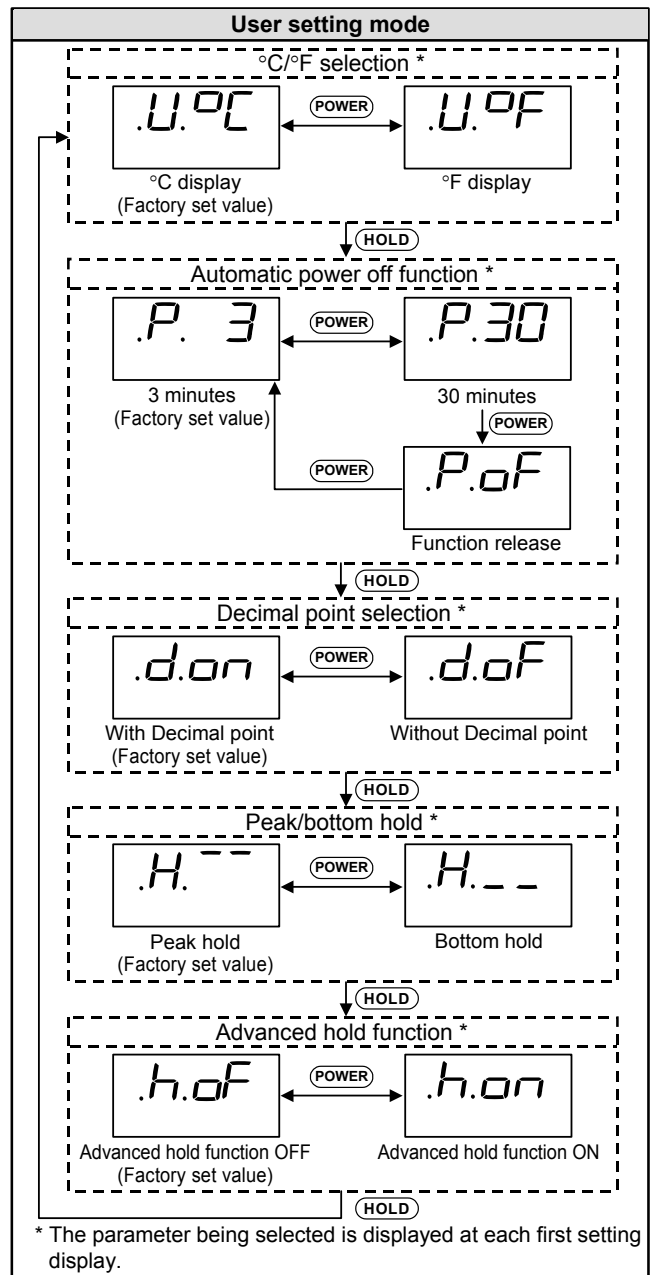 User setting mode
°C/°F selection *
.U.°C POWER .U.°F
°C display °F display
(Factory set value)
HOLD
Automatic power off function *
.P. 3 POWER .P.30
3 minutes 30 minutes
(Factory set value) POWER
POWER .P.oF
Function release
HOLD
Decimal point selection *
.d.on POWER .d.oF
With Decimal point Without Decimal point
(Factory set value)
HOLD
Peak/bottom hold *
.H.¯¯ POWER .H._ _
Peak hold Bottom hold
(Factory set value)
HOLD
Advanced hold function *
.h.oF POWER .h.on
Advanced hold function OFF Advanced hold function ON
(Factory set value)
HOLD
* The parameter being selected is displayed at each first setting
display.